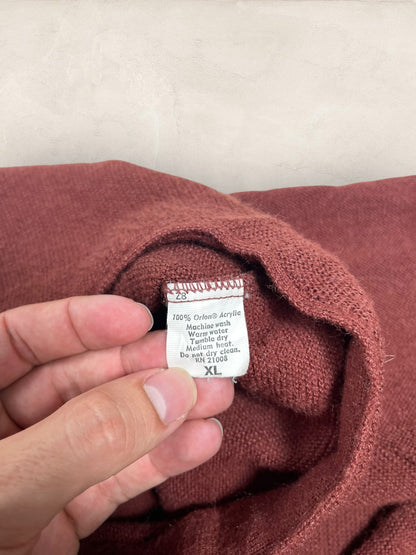 28
100% Orlon® Acrylic
Machine wash
Warm water
Tumble dry
Medium heat.
Do not dry clean.
RN 21008
XL